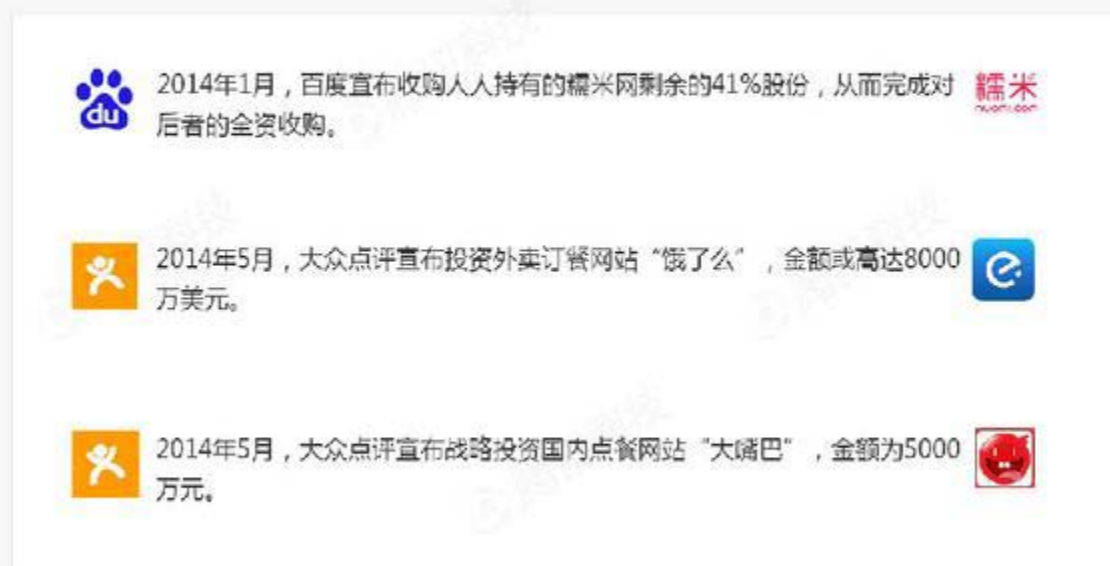 2014年1月，百度宣布收购人人持有的糯米网剩余的41%股份，从而完成对
后者的全资收购。
du
糯米
nuomi.com
2014年5月，大众点评宣布投资外卖订餐网站“饿了么”，金额或高达8000
万美元。
2014年5月，大众点评宣布战略投资国内点餐网站“大嘴巴”，金额为5000
万元。